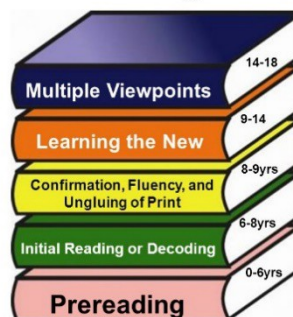 14-18
Multiple Viewpoints
9-14
Learning the New
8-9yrs
Confirmation, Fluency, and
Ungluing of Print
6-8yrs
Initial Reading or Decoding
0-6yrs
Prereading